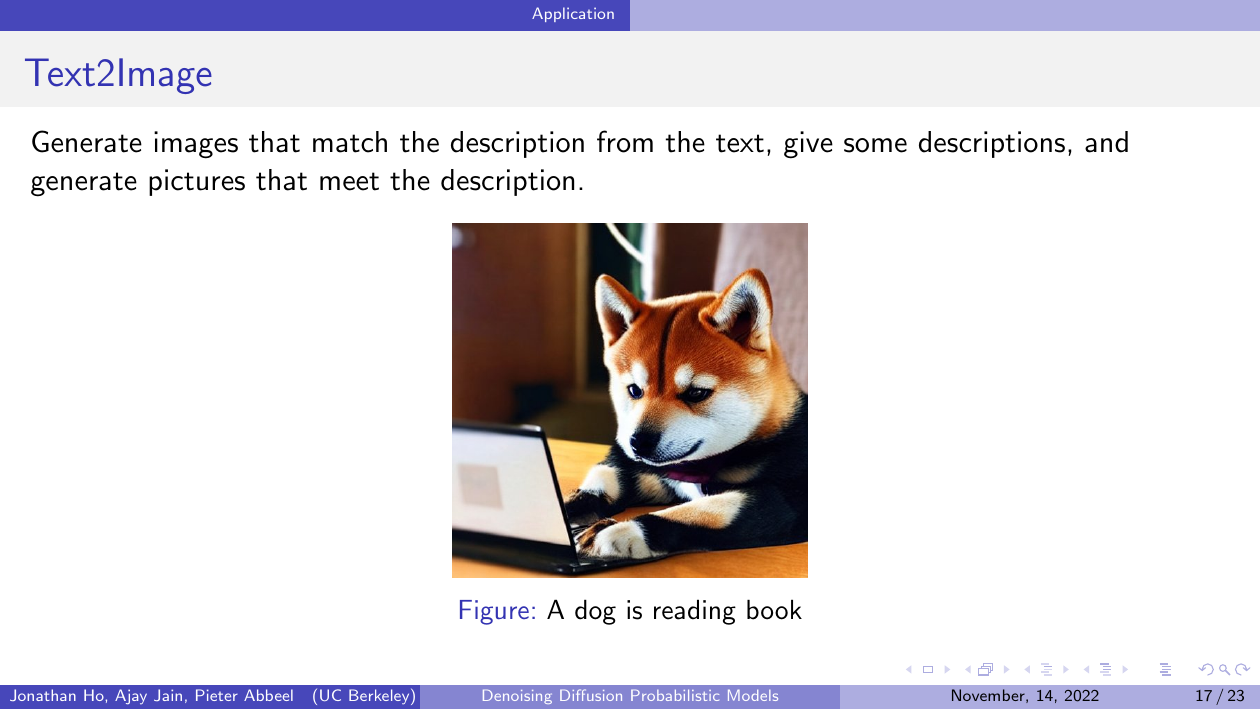 Application
Text2Image
Generate images that match the description from the text, give some descriptions, and
generate pictures that meet the description.
Figure: A dog is reading book
Jonathan Ho, Ajay Jain, Pieter Abbeel (UC Berkeley) Denoising Diffusion Probabilistic Models November, 14, 2022 17 / 23